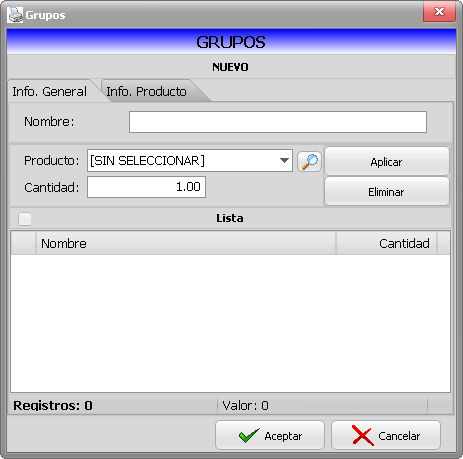 Grupos
GRUPOS
NUEVO
Info. General Info. Producto
Nombre:
Producto: [SIN SELECCIONAR] Aplicar
Cantidad: 1.00 Eliminar
Lista
Nombre Cantidad
Registros: 0 Valor: 0
Aceptar Cancelar